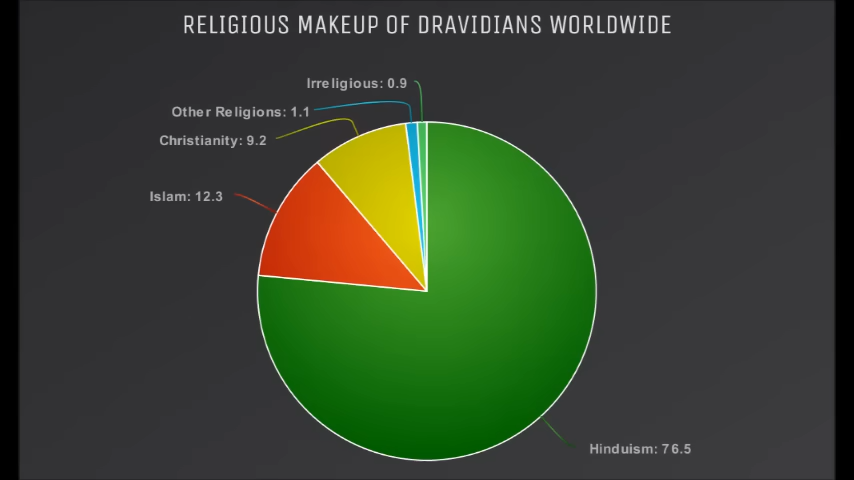 RELIGIOUS MAKEUP OF DRAVIDIANS WORLDWIDE
Irreligious: 0.9
Other Religions: 1.1
Christianity: 9.2
Islam: 12.3
Hinduism: 76.5